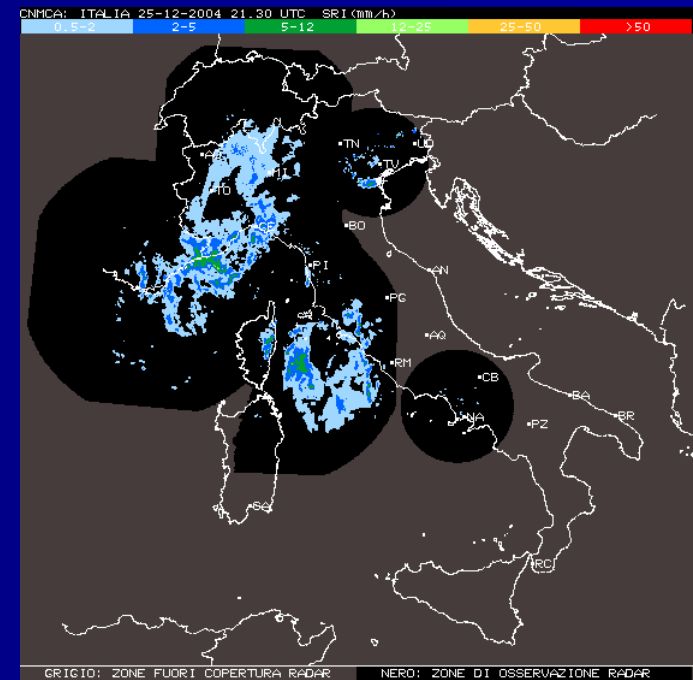 CNMCA: ITALIA 25-12-2004 21.30 UTC SRI(mm/h)
0.5-2 2-5 5-12 12-25 25-50 >50
TN UD
TV
MI
TO
GE BO
PI AN
PG
AQ
RM
CB
BA
NA PZ BR
CA
RC
GRIGIO: ZONE FUORI COPERTURA RADAR NERO: ZONE DI OSSERVAZIONE RADAR